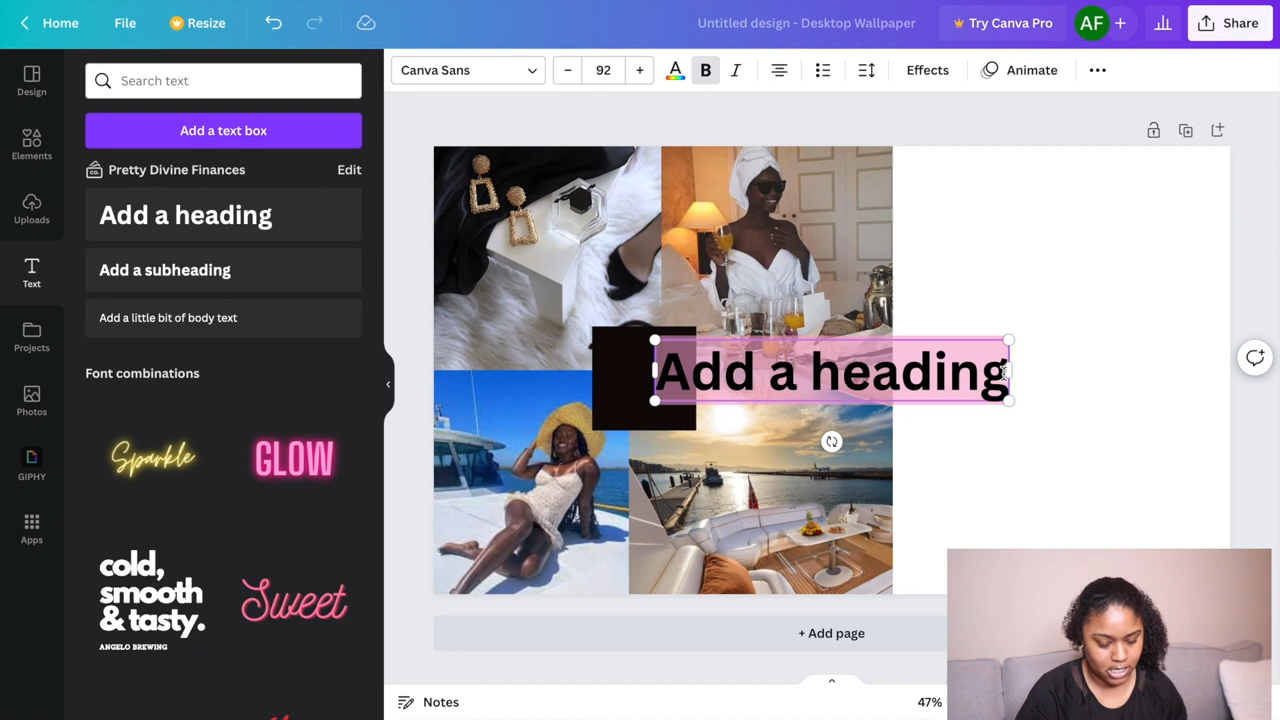 Home
File
Resize
Untitled design - Desktop Wallpaper
Try Canva Pro
AF
+
Share
Design
Elements
Uploads
Text
Projects
Photos
GIPHY
Apps
Search text
Add a text box
CO.
Pretty Divine Finances
Edit
Add a heading
Add a subheading
Add a little bit of body text
Font combinations
Sparkle
GLOW
cold,
smooth
& tasty.
ANGELO BREWING
Sweet
Canva Sans
– 92 +
A
B
I
Effects
Animate
Add a heading
+ Add page
Notes
47%